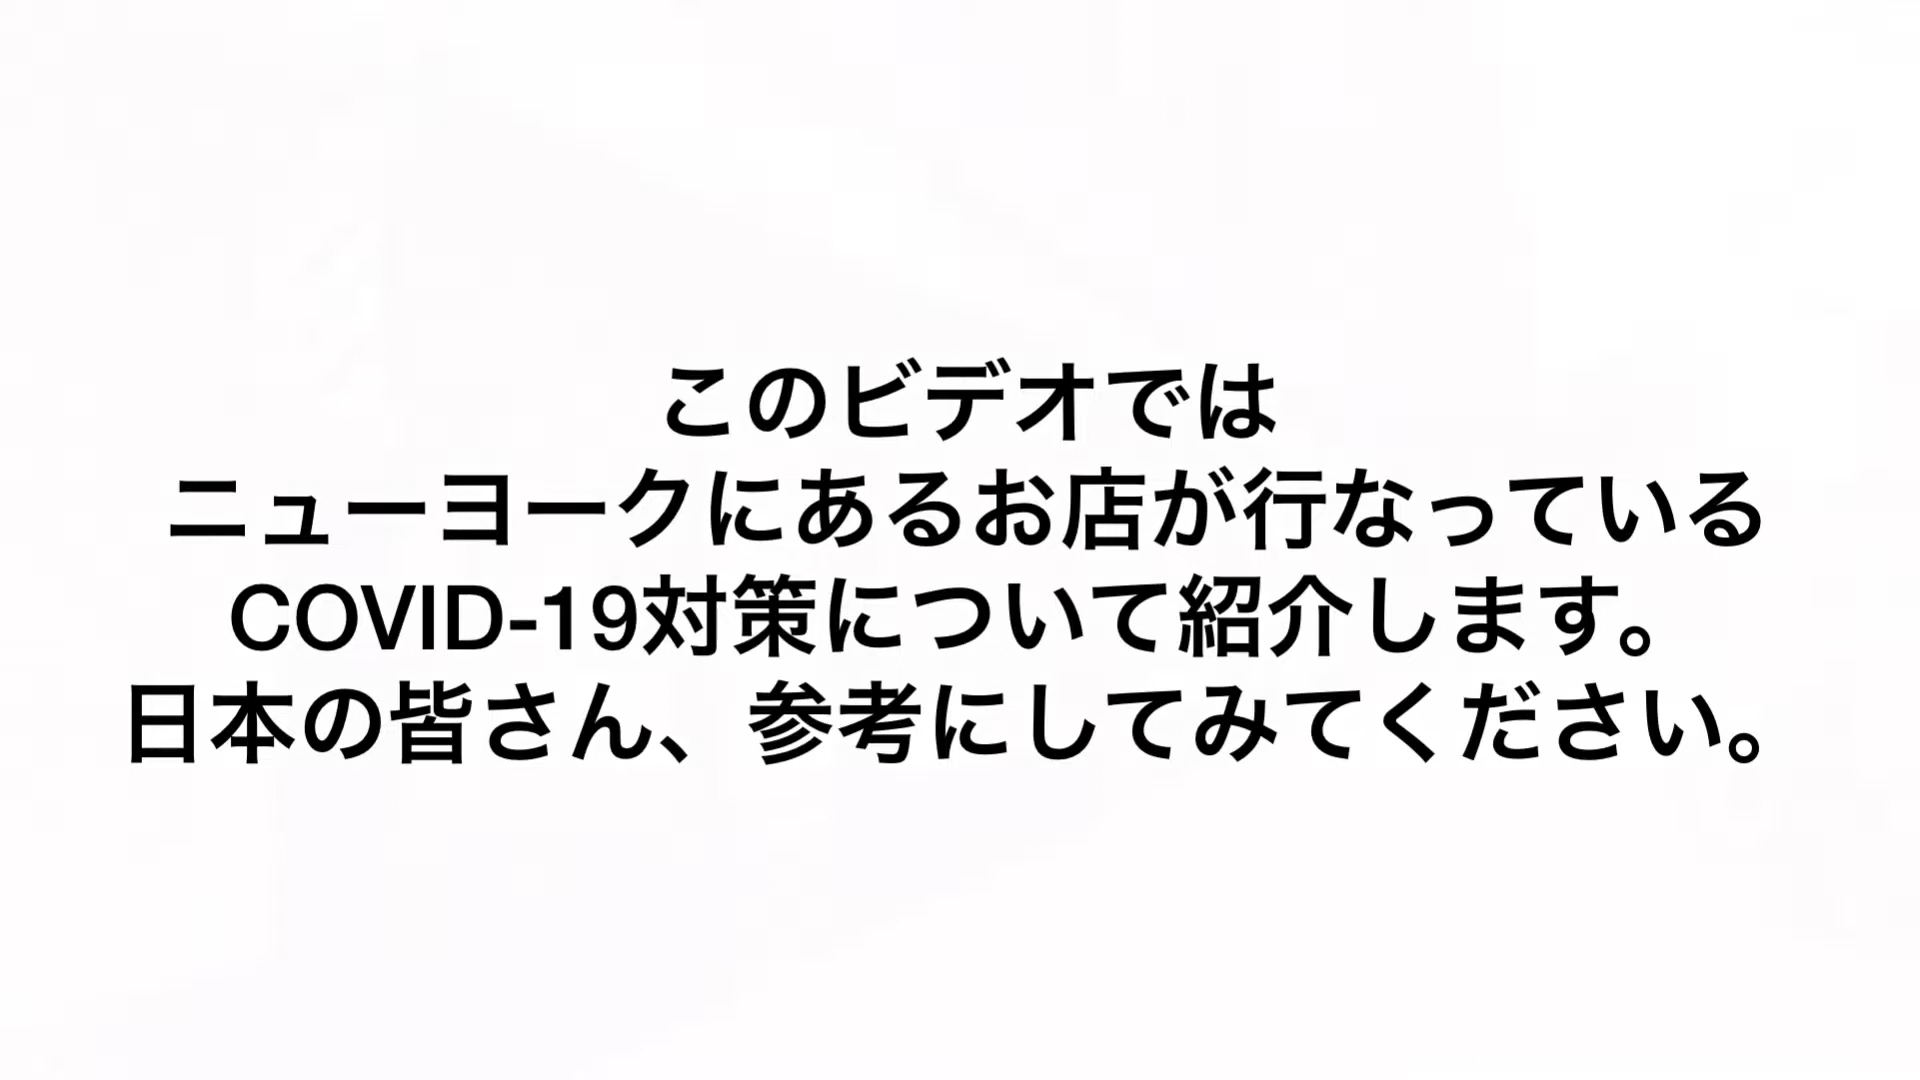 このビデオでは
ニューヨークにあるお店が行なっている
COVID-19対策について紹介します。
日本の皆さん、参考にしてみてください。